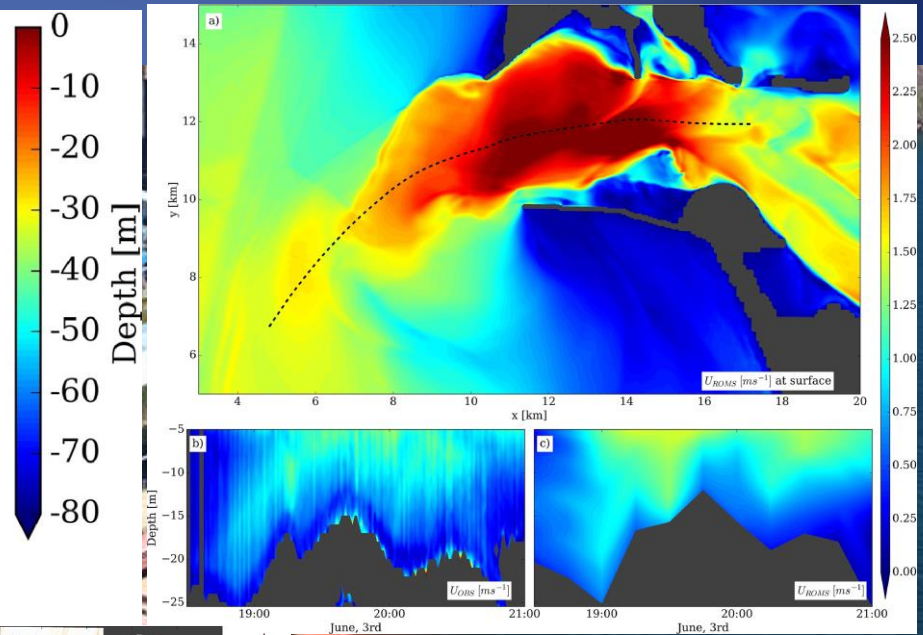 0
-10
-20
-30
-40
-50
-60
-70
-80
Depth [m]
a)
14
12
10
8
6
y [km]
4 6 8 10 12 14 16 18 20
x [km]
U_ROMS [ms⁻¹] at surface
2.50
2.25
2.00
1.75
1.50
1.25
1.00
0.75
0.50
0.25
0.00
b)
−5
−10
−15
−20
−25
Depth [m]
U_OBS [ms⁻¹]
19:00 20:00 21:00
June, 3rd
c)
U_ROMS [ms⁻¹]
19:00 20:00 21:00
June, 3rd